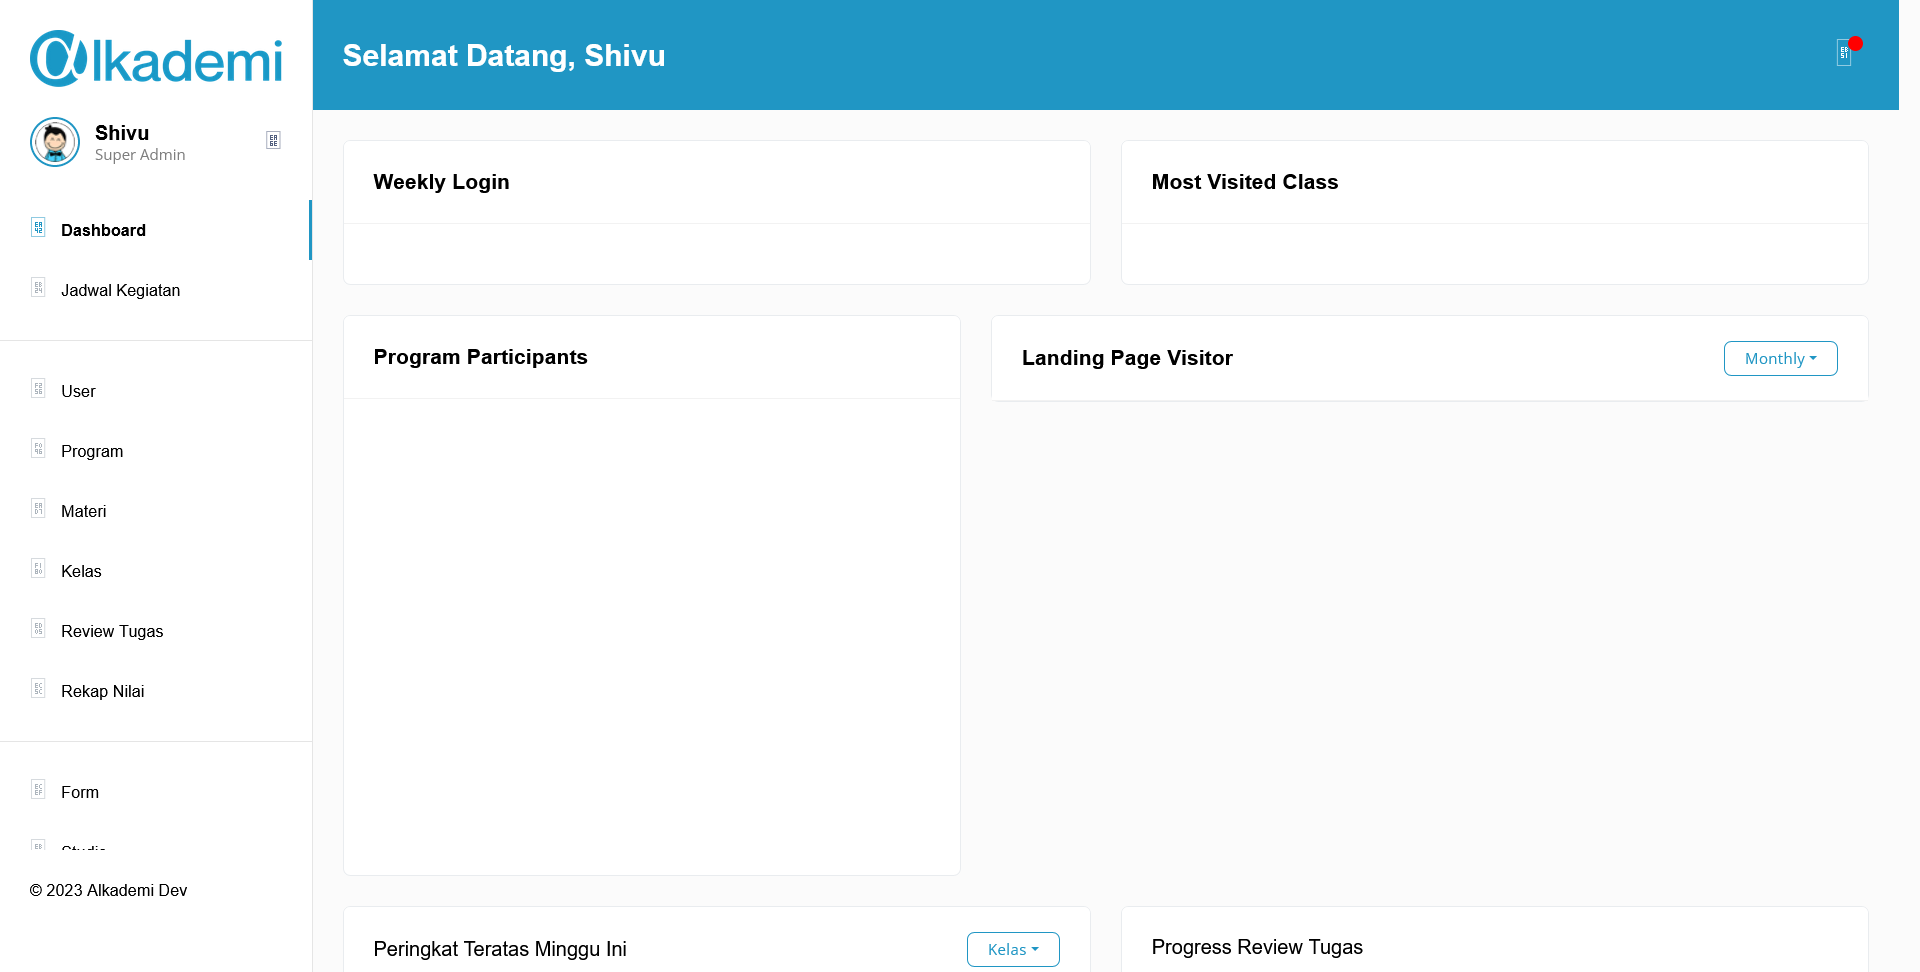 Alkademi
Shivu
Super Admin
Dashboard
Jadwal Kegiatan
User
Program
Materi
Kelas
Review Tugas
Rekap Nilai
Form
Studio
© 2023 Alkademi Dev
Selamat Datang, Shivu
Weekly Login
Most Visited Class
Program Participants
Landing Page Visitor
Monthly
Peringkat Teratas Minggu Ini
Kelas
Progress Review Tugas